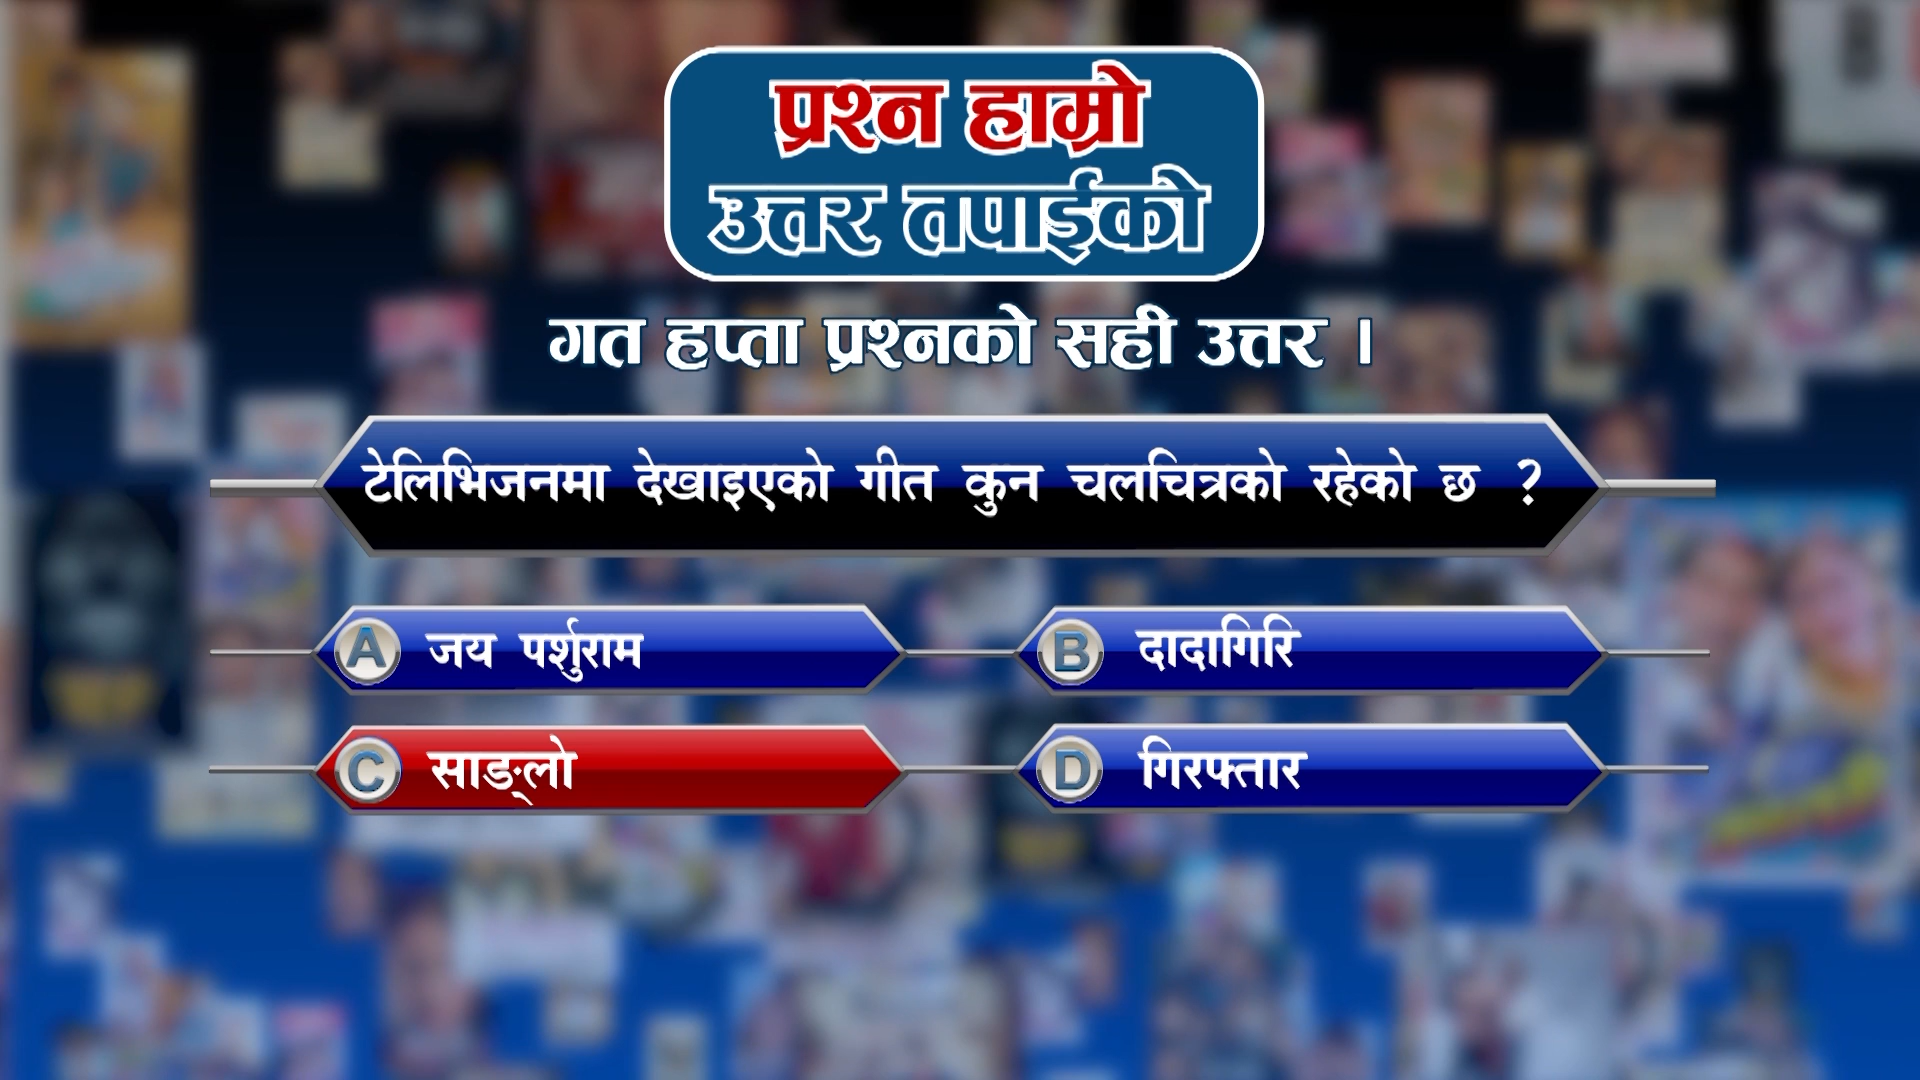 प्रश्न हाम्रो
उत्तर तपाईको
गत हप्ता प्रश्नको सही उत्तर ।
टेलिभिजनमा देखाइएको गीत कुन चलचित्रको रहेको छ ?
A जय पर्शुराम
B दादागिरि
C साङ्लो
D गिरफ्तार